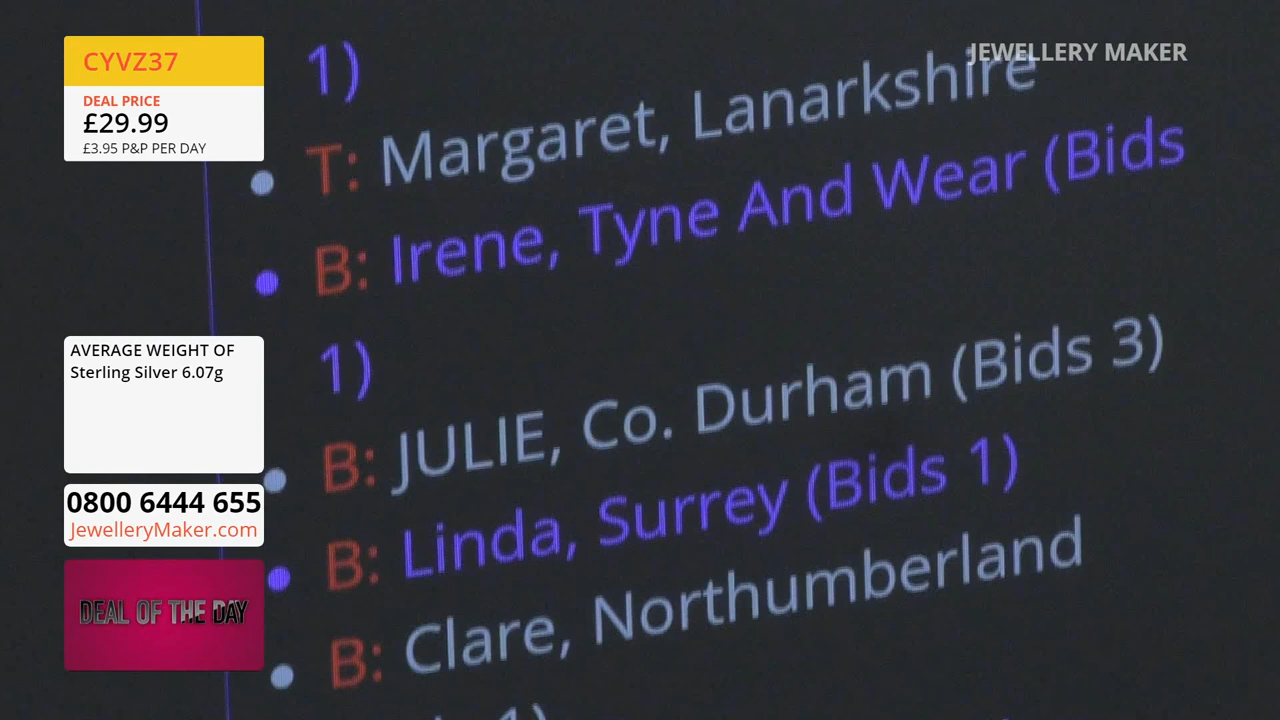 CYVZ37
DEAL PRICE
£29.99
£3.95 P&P PER DAY
AVERAGE WEIGHT OF
Sterling Silver 6.07g
0800 6444 655
JewelleryMaker.com
DEAL OF THE DAY
JEWELLERY MAKER
1)
• T: Margaret, Lanarkshire
• B: Irene, Tyne And Wear (Bids
1)
• B: JULIE, Co. Durham (Bids 3)
• B: Linda, Surrey (Bids 1)
• B: Clare, Northumberland
1)